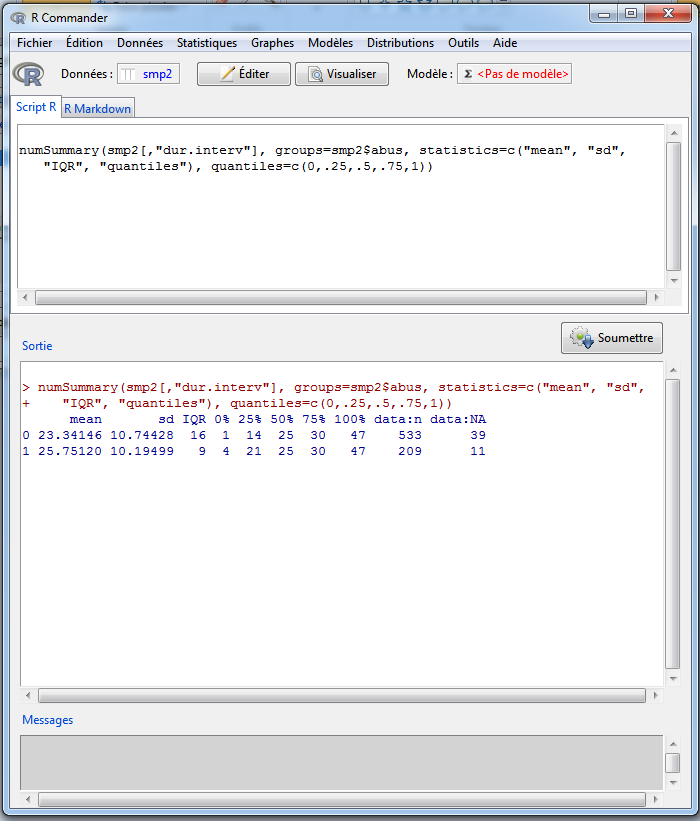 R Commander
Fichier Édition Données Statistiques Graphes Modèles Distributions Outils Aide
R Données : smp2 Éditer Visualiser Modèle : Σ <Pas de modèle>
Script R R Markdown
numSummary(smp2[,"dur.interv"], groups=smp2$abus, statistics=c("mean", "sd",
"IQR", "quantiles"), quantiles=c(0,.25,.5,.75,1))
Soumettre
Sortie
> numSummary(smp2[,"dur.interv"], groups=smp2$abus, statistics=c("mean", "sd",
+ "IQR", "quantiles"), quantiles=c(0,.25,.5,.75,1))
mean sd IQR 0% 25% 50% 75% 100% data:n data:NA
0 23.34146 10.74428 16 1 14 25 30 47 533 39
1 25.75120 10.19499 9 4 21 25 30 47 209 11
Messages